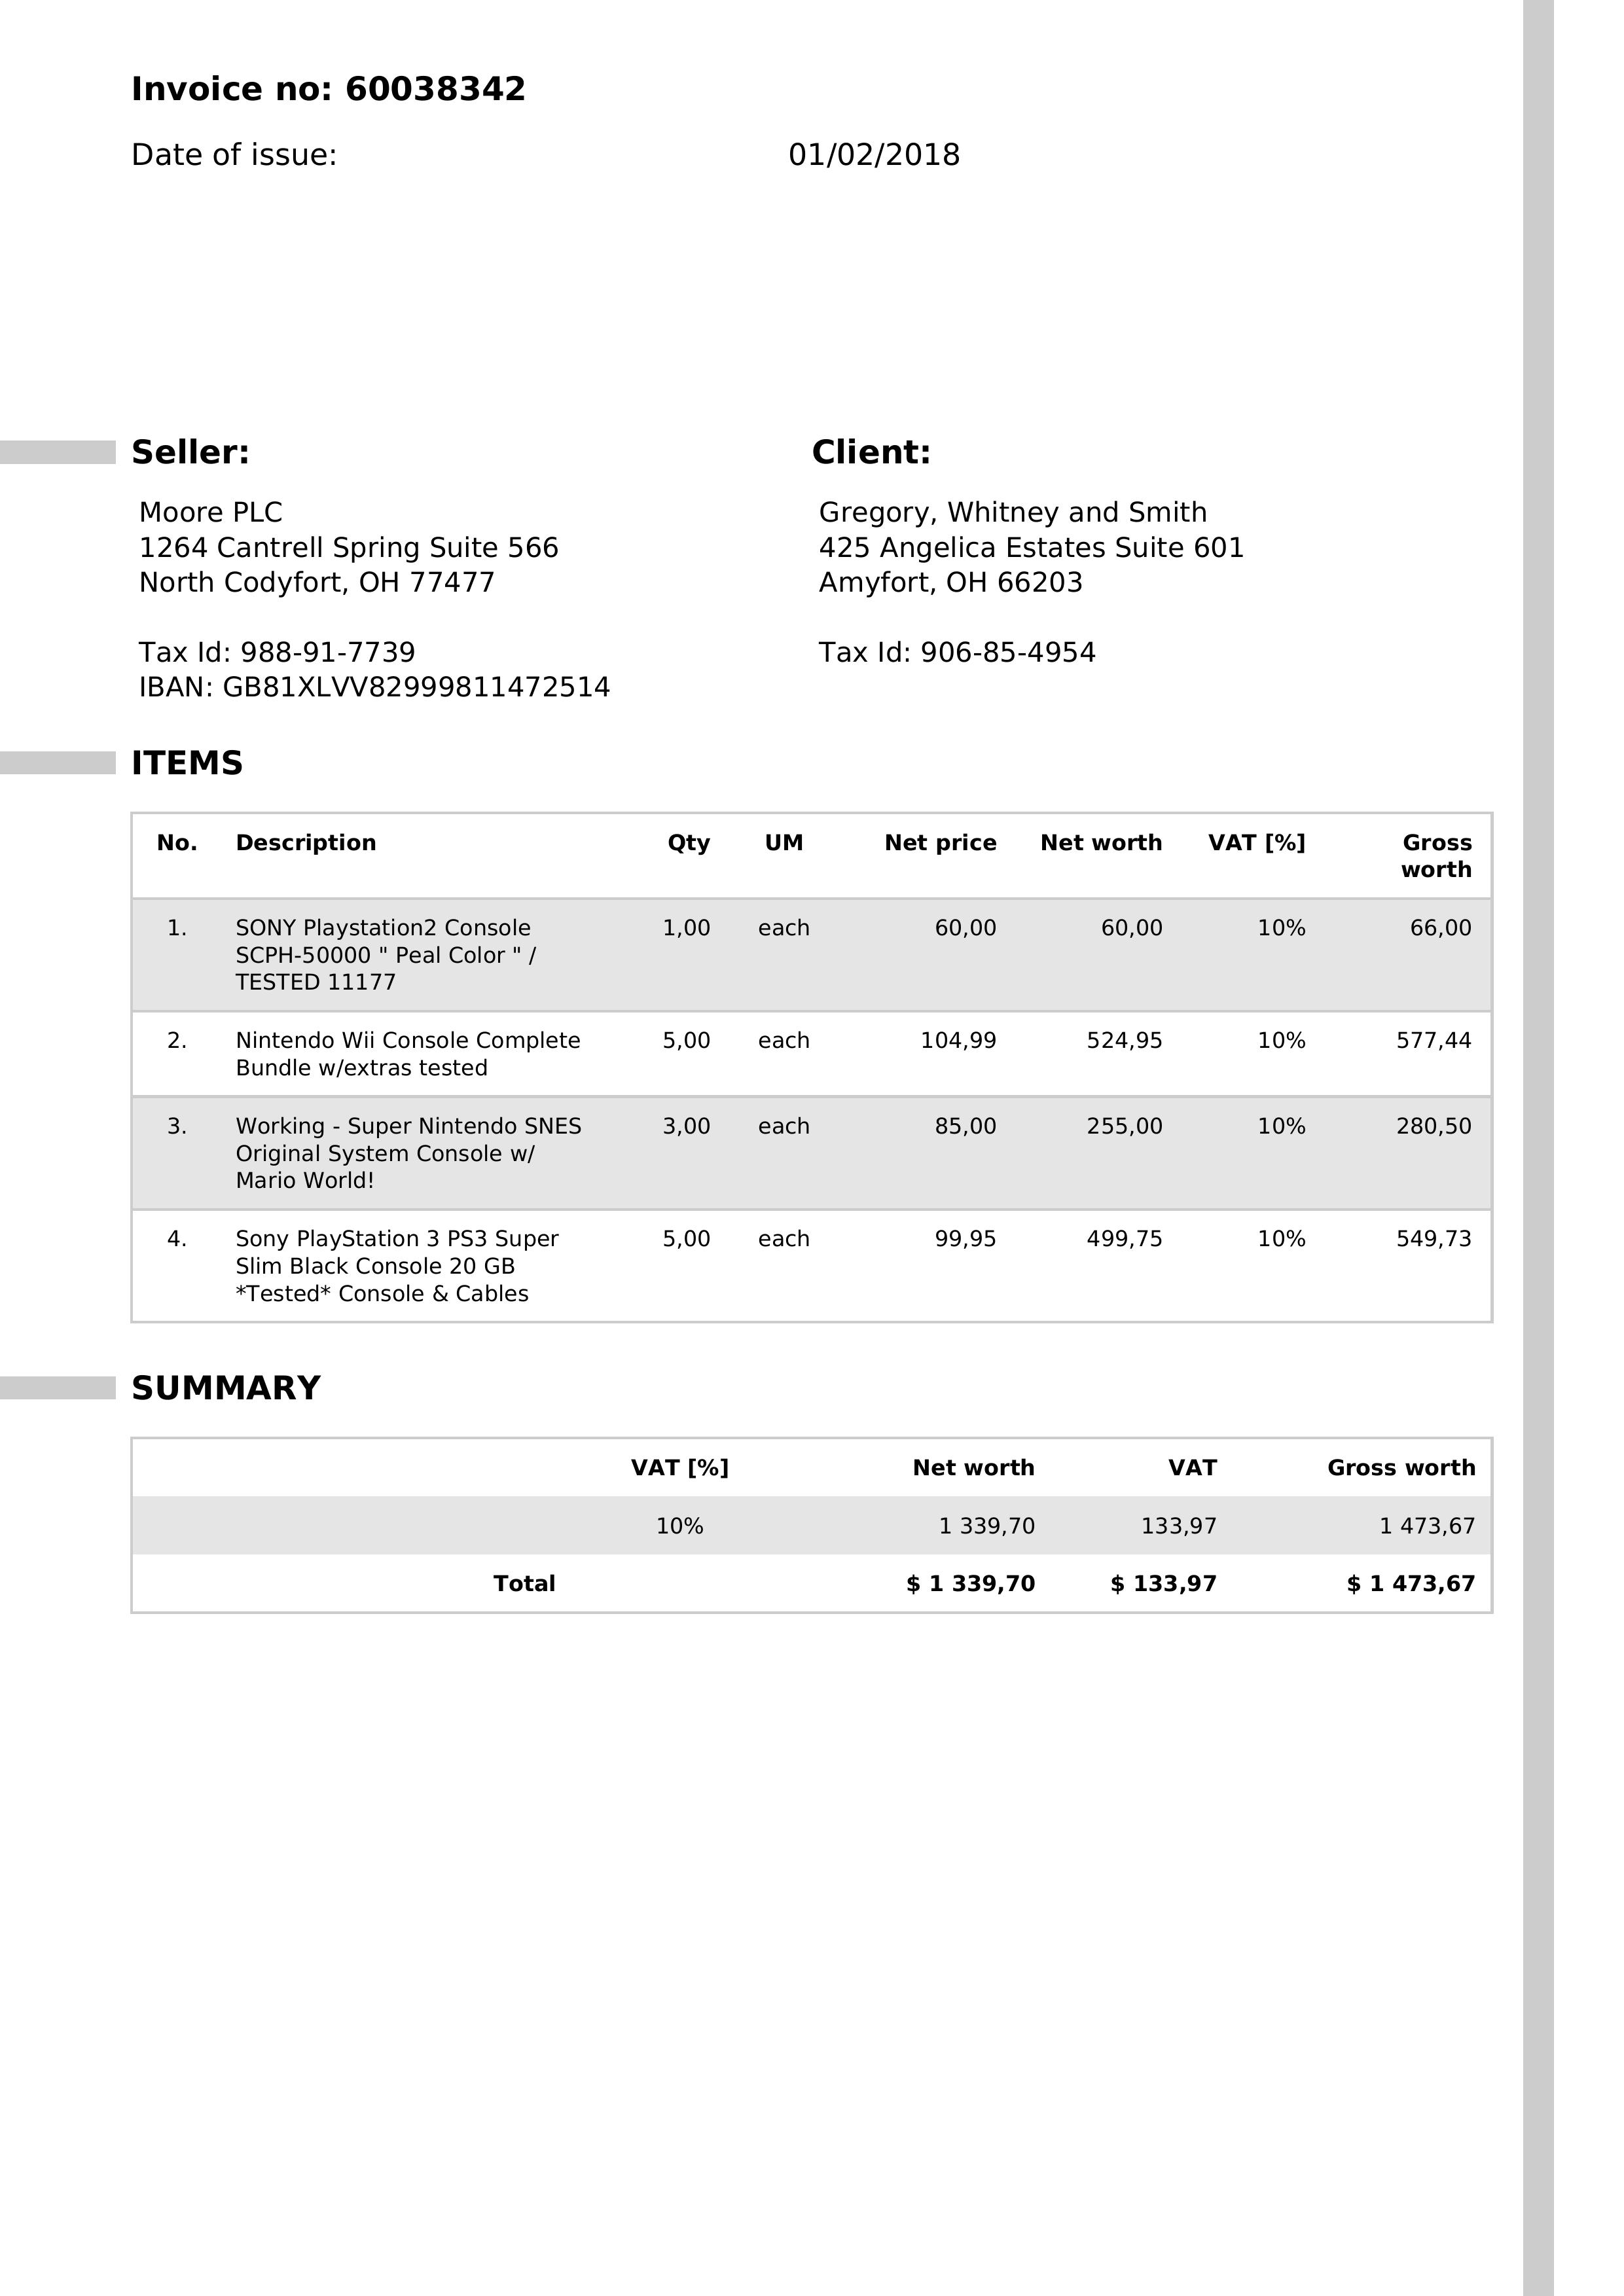 Invoice no: 60038342
Date of issue: 01/02/2018
Seller:
Moore PLC
1264 Cantrell Spring Suite 566
North Codyfort, OH 77477
Tax Id: 988-91-7739
IBAN: GB81XLVV82999811472514
Client:
Gregory, Whitney and Smith
425 Angelica Estates Suite 601
Amyfort, OH 66203
Tax Id: 906-85-4954
ITEMS
No. Description Qty UM Net price Net worth VAT [%] Gross
worth
1. SONY Playstation2 Console 1,00 each 60,00 60,00 10% 66,00
SCPH-50000 " Peal Color " /
TESTED 11177
2. Nintendo Wii Console Complete 5,00 each 104,99 524,95 10% 577,44
Bundle w/extras tested
3. Working - Super Nintendo SNES 3,00 each 85,00 255,00 10% 280,50
Original System Console w/
Mario World!
4. Sony PlayStation 3 PS3 Super 5,00 each 99,95 499,75 10% 549,73
Slim Black Console 20 GB
*Tested* Console & Cables
SUMMARY
VAT [%] Net worth VAT Gross worth
10% 1 339,70 133,97 1 473,67
Total $ 1 339,70 $ 133,97 $ 1 473,67